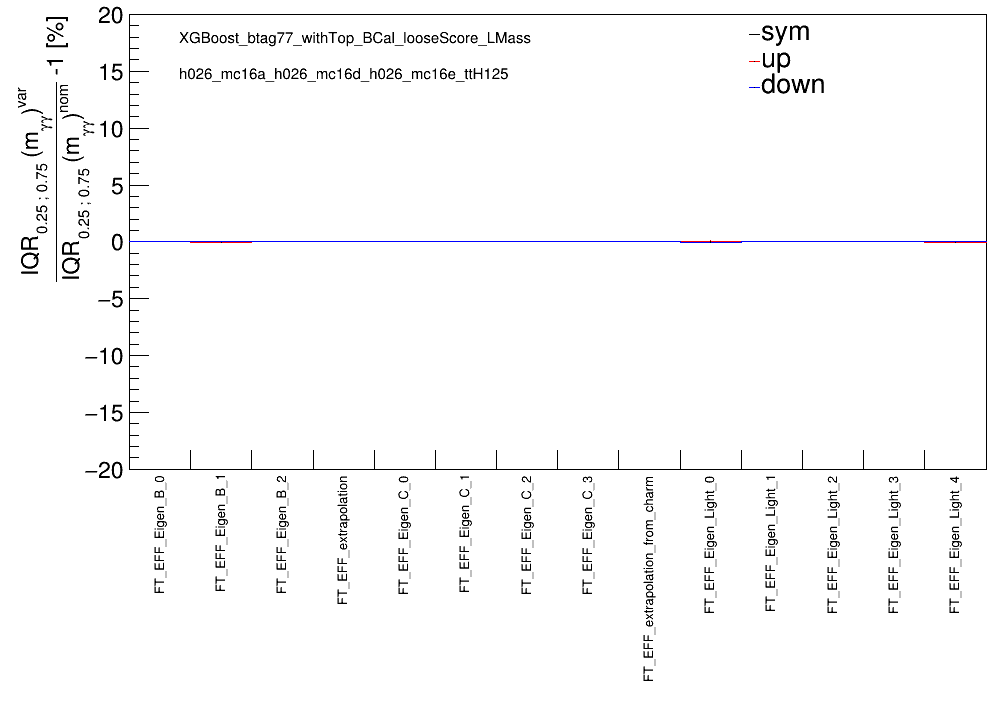 XGBoost_btag77_withTop_BCal_looseScore_LMass
h026_mc16a_h026_mc16d_h026_mc16e_ttH125
sym
up
down
IQR0.25 ; 0.75 (mγγ)var
IQR0.25 ; 0.75 (mγγ)nom
-1 [%]
20
15
10
5
0
−5
−10
−15
−20
FT_EFF_Eigen_B_0
FT_EFF_Eigen_B_1
FT_EFF_Eigen_B_2
FT_EFF_extrapolation
FT_EFF_Eigen_C_0
FT_EFF_Eigen_C_1
FT_EFF_Eigen_C_2
FT_EFF_Eigen_C_3
FT_EFF_extrapolation_from_charm
FT_EFF_Eigen_Light_0
FT_EFF_Eigen_Light_1
FT_EFF_Eigen_Light_2
FT_EFF_Eigen_Light_3
FT_EFF_Eigen_Light_4